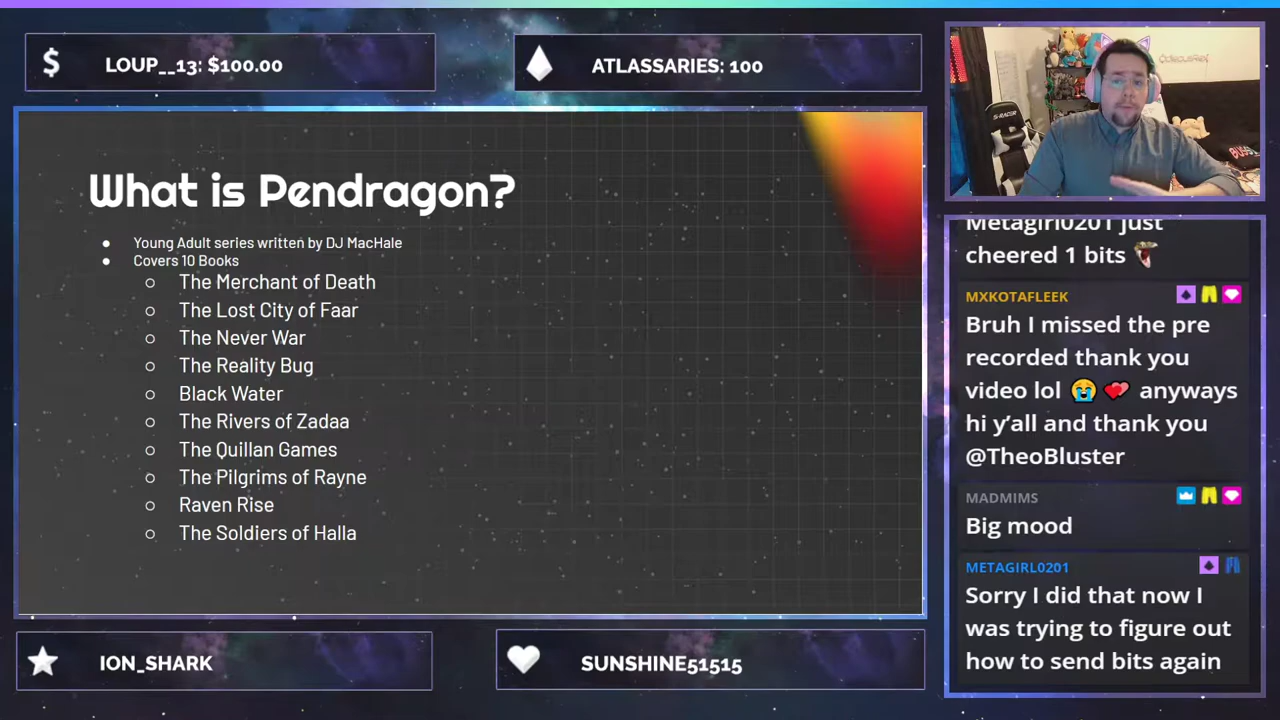 LOUP__13: $100.00
ATLASSARIES: 100
What is Pendragon?
● Young Adult series written by DJ MacHale
● Covers 10 Books
○ The Merchant of Death
○ The Lost City of Faar
○ The Never War
○ The Reality Bug
○ Black Water
○ The Rivers of Zadaa
○ The Quillan Games
○ The Pilgrims of Rayne
○ Raven Rise
○ The Soldiers of Halla
ION_SHARK
SUNSHINE51515
S-RACER
Metagirl0201 just
cheered 1 bits
MXKOTAFLEEK
Bruh I missed the pre
recorded thank you
video lol 😭 💞 anyways
hi y’all and thank you
@TheoBluster
MADMIMS
Big mood
METAGIRL0201
Sorry I did that now I
was trying to figure out
how to send bits again